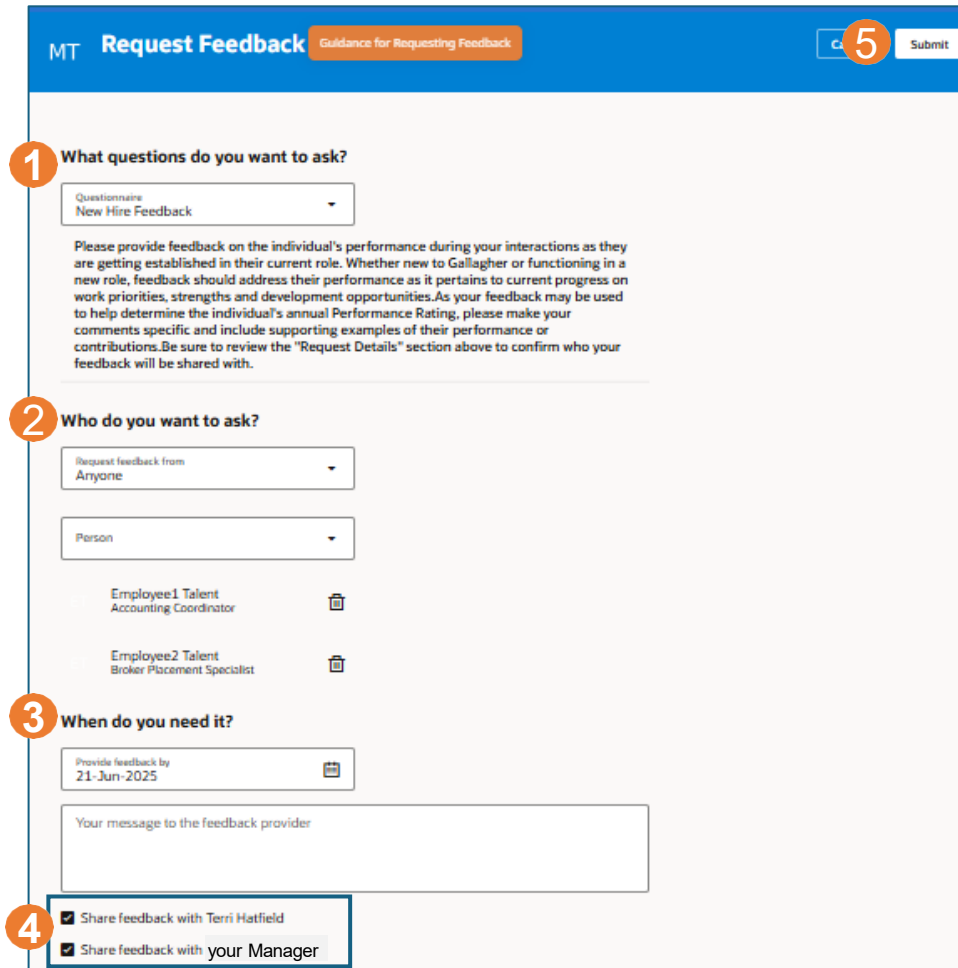 MT Request Feedback Guidance for Requesting Feedback 5 Submit
1 What questions do you want to ask?
Questionnaire
New Hire Feedback
Please provide feedback on the individual's performance during your interactions as they
are getting established in their current role. Whether new to Gallagher or functioning in a
new role, feedback should address their performance as it pertains to current progress on
work priorities, strengths and development opportunities.As your feedback may be used
to help determine the individual's annual Performance Rating, please make your
comments specific and include supporting examples of their performance or
contributions.Be sure to review the "Request Details" section above to confirm who your
feedback will be shared with.
2 Who do you want to ask?
Request feedback from
Anyone
Person
Employee1 Talent
Accounting Coordinator
Employee2 Talent
Broker Placement Specialist
3 When do you need it?
Provide feedback by
21-Jun-2025
Your message to the feedback provider
4 Share feedback with Terri Hatfield
Share feedback with your Manager